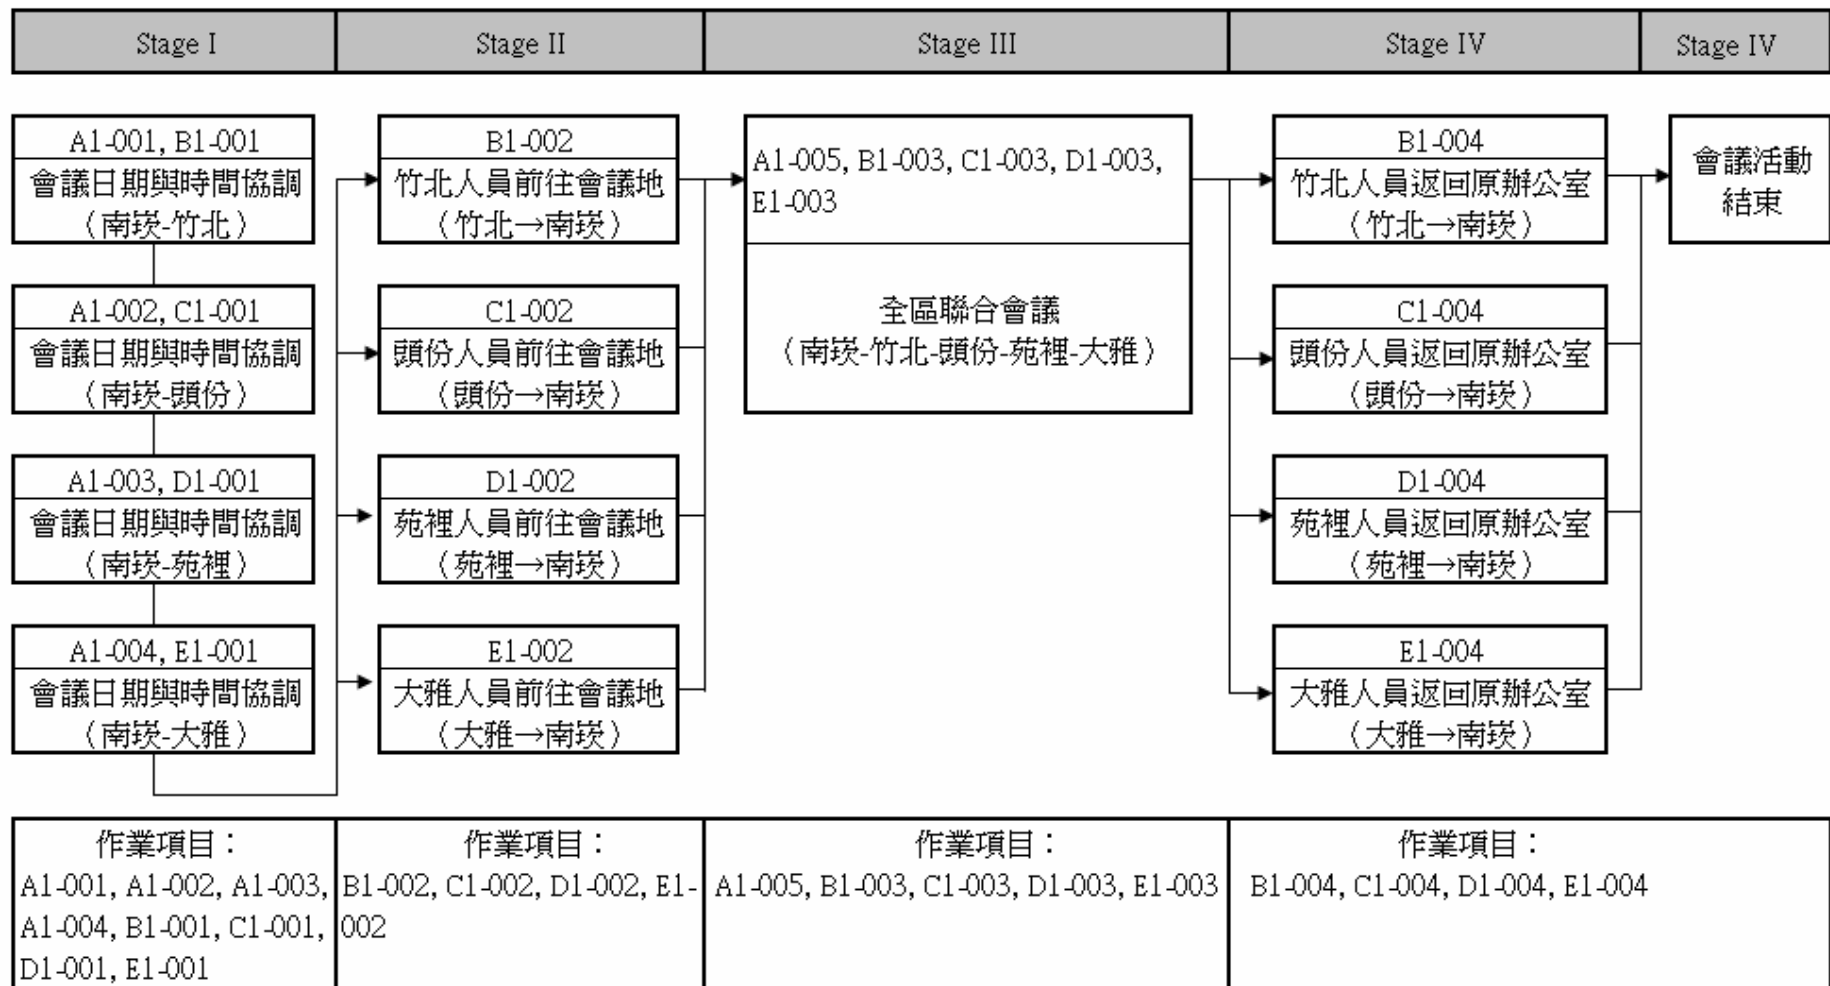 Stage I
Stage II
Stage III
Stage IV
Stage IV
A1-001, B1-001
會議日期與時間協調
（南崁-竹北）
A1-002, C1-001
會議日期與時間協調
（南崁-頭份）
A1-003, D1-001
會議日期與時間協調
（南崁-苑裡）
A1-004, E1-001
會議日期與時間協調
（南崁-大雅）
B1-002
竹北人員前往會議地
（竹北→南崁）
C1-002
頭份人員前往會議地
（頭份→南崁）
D1-002
苑裡人員前往會議地
（苑裡→南崁）
E1-002
大雅人員前往會議地
（大雅→南崁）
A1-005, B1-003, C1-003, D1-003,
E1-003
全區聯合會議
（南崁-竹北-頭份-苑裡-大雅）
B1-004
竹北人員返回原辦公室
（竹北→南崁）
C1-004
頭份人員返回原辦公室
（頭份→南崁）
D1-004
苑裡人員返回原辦公室
（苑裡→南崁）
E1-004
大雅人員返回原辦公室
（大雅→南崁）
會議活動
結束
作業項目：
A1-001, A1-002, A1-003,
A1-004, B1-001, C1-001,
D1-001, E1-001
作業項目：
B1-002, C1-002, D1-002, E1-
002
作業項目：
A1-005, B1-003, C1-003, D1-003, E1-003
作業項目：
B1-004, C1-004, D1-004, E1-004